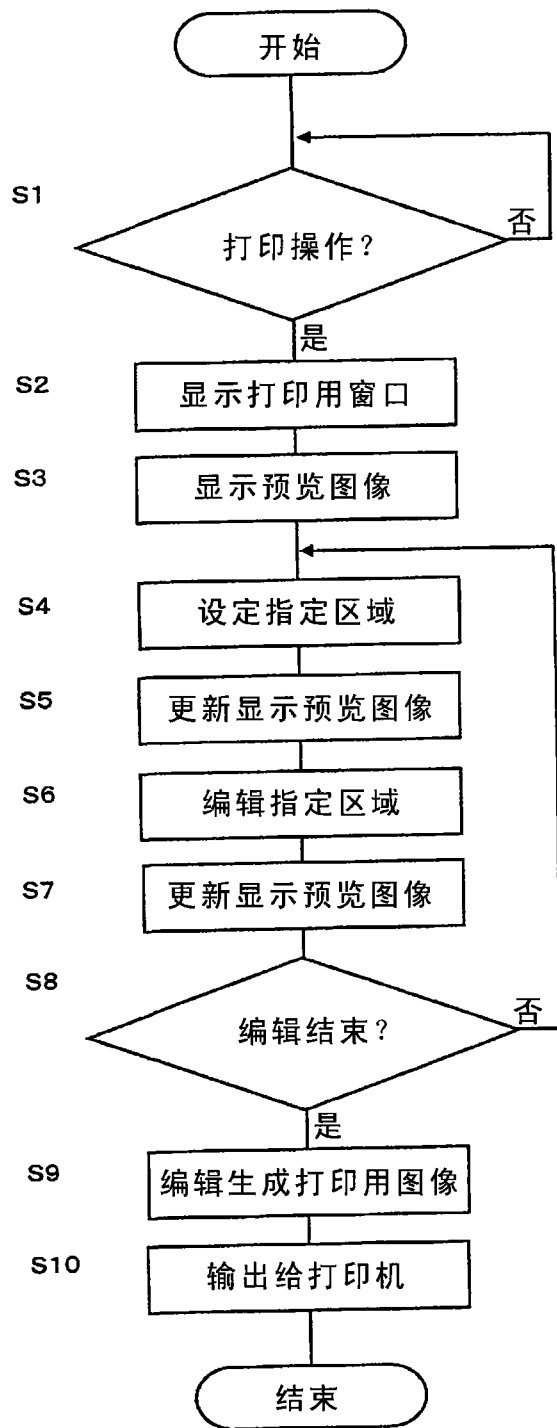 开始
S1
打印操作？
否
是
S2
显示打印用窗口
S3
显示预览图像
S4
设定指定区域
S5
更新显示预览图像
S6
编辑指定区域
S7
更新显示预览图像
S8
编辑结束？
否
是
S9
编辑生成打印用图像
S10
输出给打印机
结束